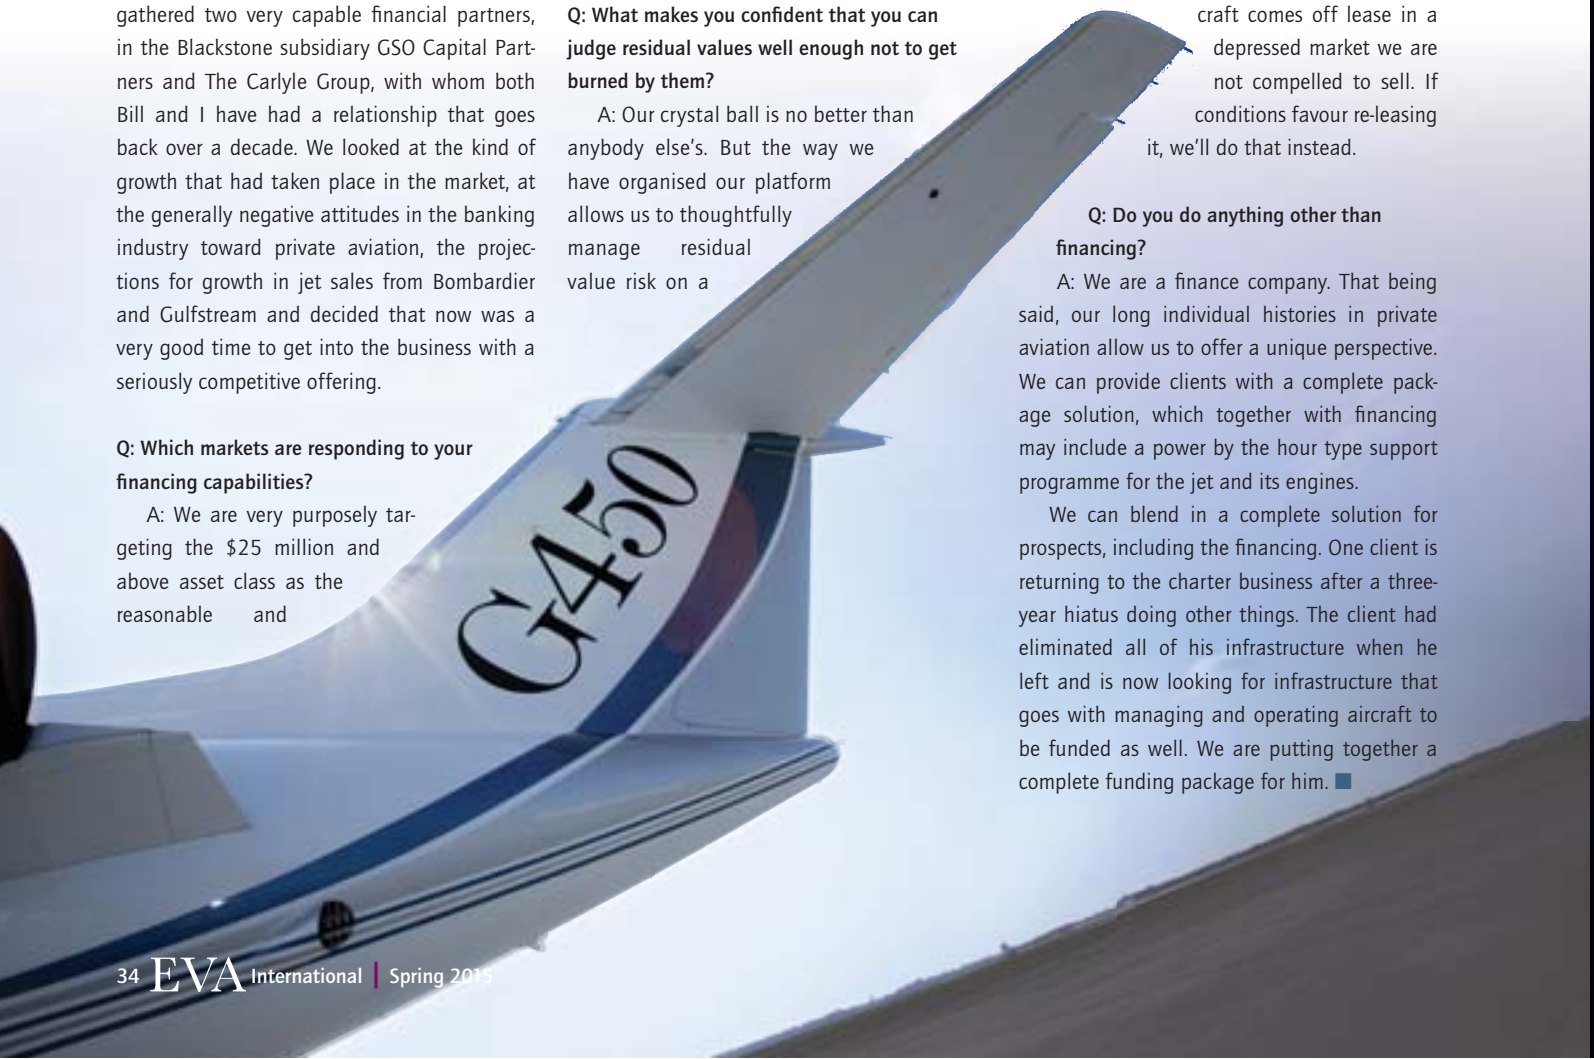 gathered two very capable financial partners,
in the Blackstone subsidiary GSO Capital Part-
ners and The Carlyle Group, with whom both
Bill and I have had a relationship that goes
back over a decade. We looked at the kind of
growth that had taken place in the market, at
the generally negative attitudes in the banking
industry toward private aviation, the projec-
tions for growth in jet sales from Bombardier
and Gulfstream and decided that now was a
very good time to get into the business with a
seriously competitive offering.
Q: Which markets are responding to your
financing capabilities?
A: We are very purposely tar-
geting the $25 million and
above asset class as the
reasonable and
Q: What makes you confident that you can
judge residual values well enough not to get
burned by them?
A: Our crystal ball is no better than
anybody else's. But the way we
have organised our platform
allows us to thoughtfully
manage residual
value risk on a
craft comes off lease in a
depressed market we are
not compelled to sell. If
conditions favour re-leasing
it, we'll do that instead.
Q: Do you do anything other than
financing?
A: We are a finance company. That being
said, our long individual histories in private
aviation allow us to offer a unique perspective.
We can provide clients with a complete pack-
age solution, which together with financing
may include a power by the hour type support
programme for the jet and its engines.
We can blend in a complete solution for
prospects, including the financing. One client is
returning to the charter business after a three-
year hiatus doing other things. The client had
eliminated all of his infrastructure when he
left and is now looking for infrastructure that
goes with managing and operating aircraft to
be funded as well. We are putting together a
complete funding package for him.
G450
34 EVA International | Spring 2015